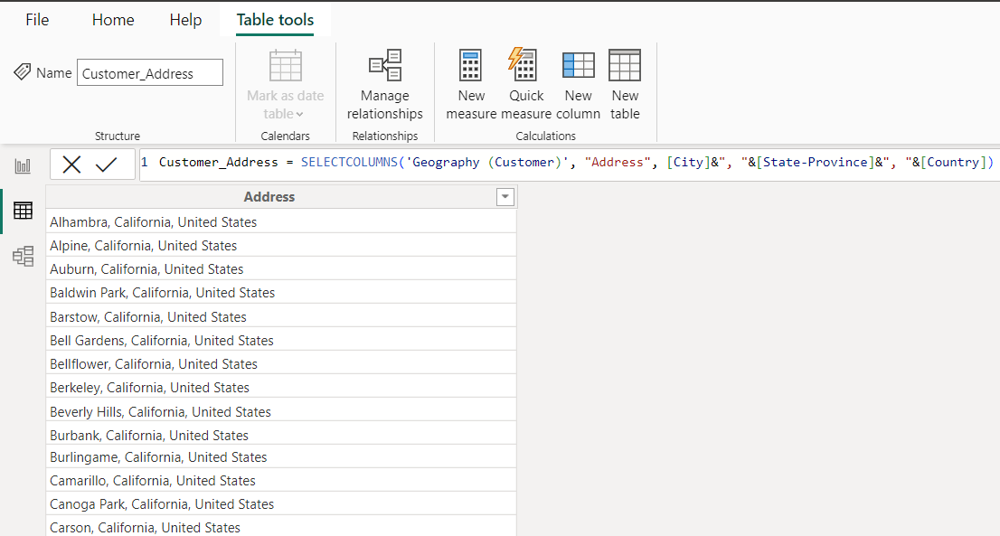 File Home Help Table tools
Name Customer_Address
Mark as date table
Manage relationships
New measure
Quick measure
New column
New table
Structure Calendars Relationships Calculations
1 Customer_Address = SELECTCOLUMNS('Geography (Customer)', "Address", [City]&", "&[State-Province]&", "&[Country])
Address
Alhambra, California, United States
Alpine, California, United States
Auburn, California, United States
Baldwin Park, California, United States
Barstow, California, United States
Bell Gardens, California, United States
Bellflower, California, United States
Berkeley, California, United States
Beverly Hills, California, United States
Burbank, California, United States
Burlingame, California, United States
Camarillo, California, United States
Canoga Park, California, United States
Carson, California, United States